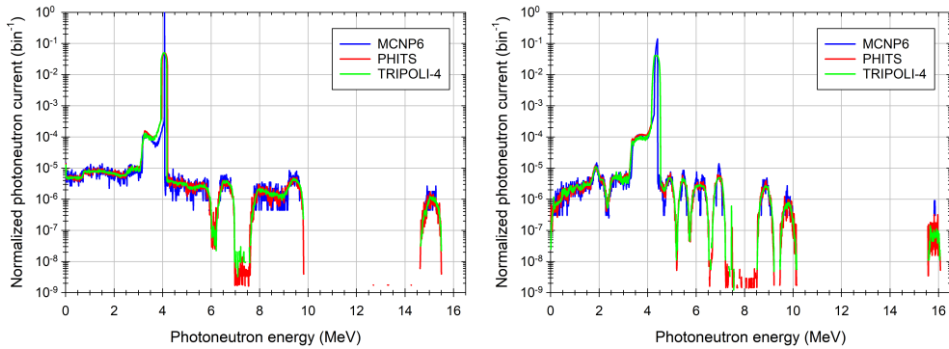 Normalized photoneutron current (bin⁻¹)
10⁰
10⁻¹
10⁻²
10⁻³
10⁻⁴
10⁻⁵
10⁻⁶
10⁻⁷
10⁻⁸
10⁻⁹
MCNP6
PHITS
TRIPOLI-4
0 2 4 6 8 10 12 14 16
Photoneutron energy (MeV)
Normalized photoneutron current (bin⁻¹)
10⁰
10⁻¹
10⁻²
10⁻³
10⁻⁴
10⁻⁵
10⁻⁶
10⁻⁷
10⁻⁸
10⁻⁹
MCNP6
PHITS
TRIPOLI-4
0 2 4 6 8 10 12 14 16
Photoneutron energy (MeV)